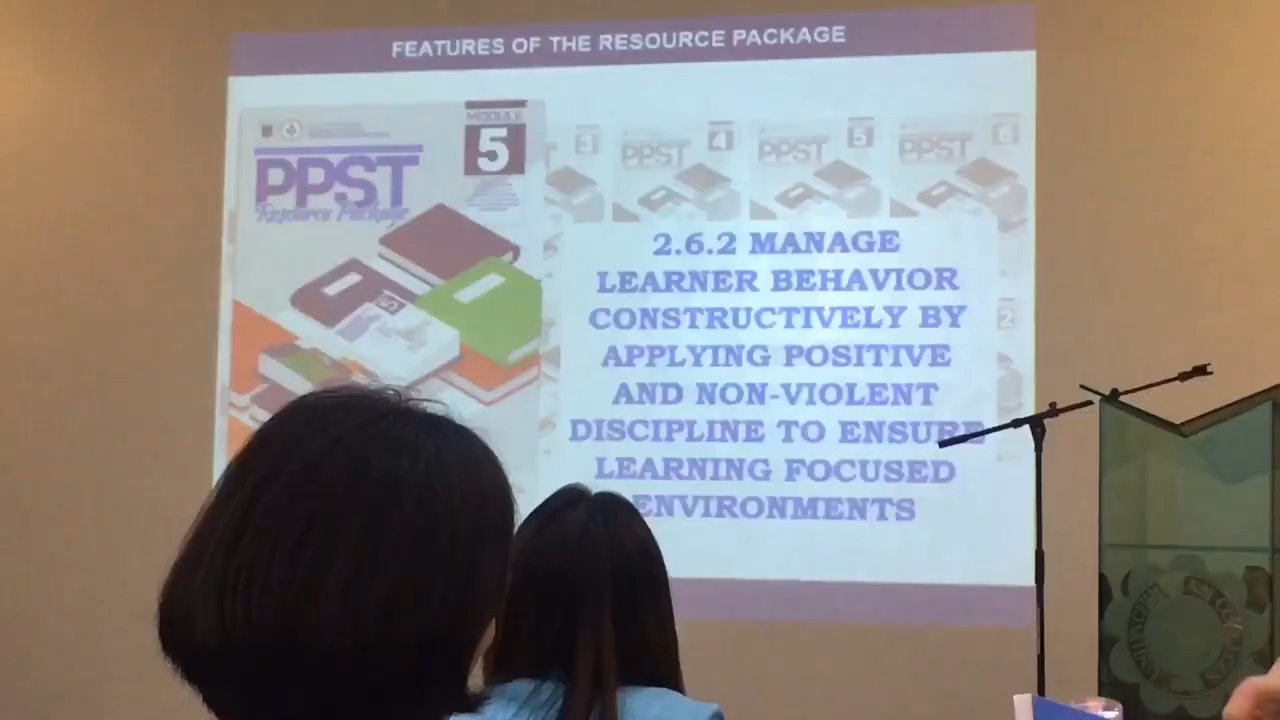 FEATURES OF THE RESOURCE PACKAGE
MODULE
5
PPST
Resource Package
3
PPST
4
PPST
5
PPST
6
2
2.6.2 MANAGE
LEARNER BEHAVIOR
CONSTRUCTIVELY BY
APPLYING POSITIVE
AND NON-VIOLENT
DISCIPLINE TO ENSURE
LEARNING FOCUSED
ENVIRONMENTS